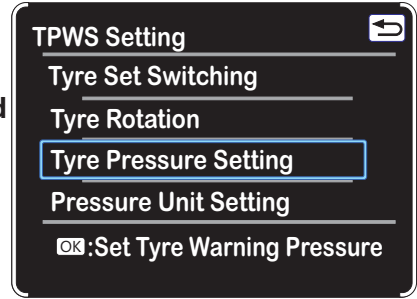 TPWS Setting
Tyre Set Switching
d
Tyre Rotation
Tyre Pressure Setting
Pressure Unit Setting
OK:Set Tyre Warning Pressure